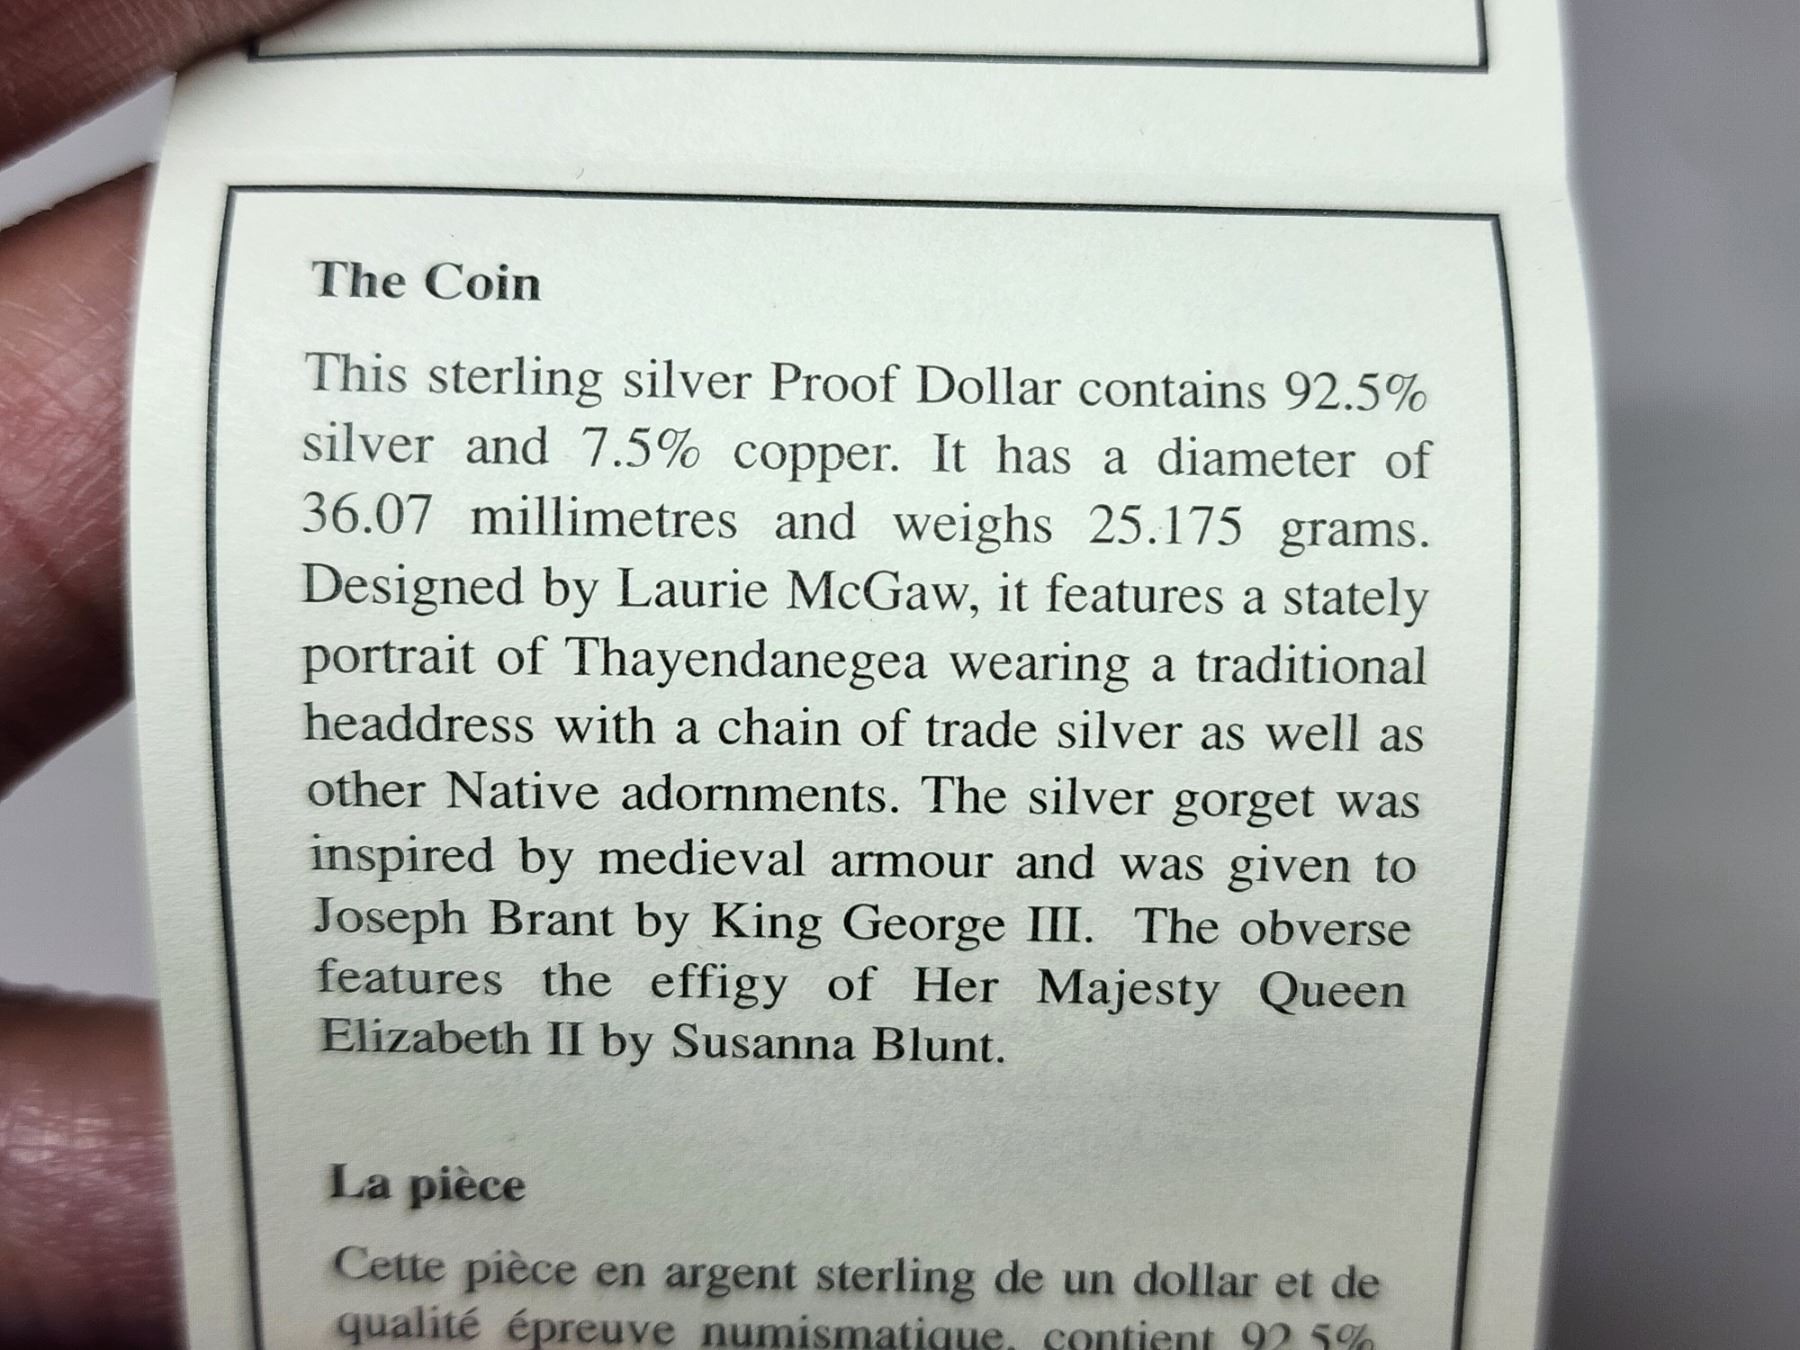 The Coin
This sterling silver Proof Dollar contains 92.5%
silver and 7.5% copper. It has a diameter of
36.07 millimetres and weighs 25.175 grams.
Designed by Laurie McGaw, it features a stately
portrait of Thayendanegea wearing a traditional
headdress with a chain of trade silver as well as
other Native adornments. The silver gorget was
inspired by medieval armour and was given to
Joseph Brant by King George III. The obverse
features the effigy of Her Majesty Queen
Elizabeth II by Susanna Blunt.
La pièce
Cette pièce en argent sterling de un dollar et de
qualité épreuve numismatique, contient 92,5%